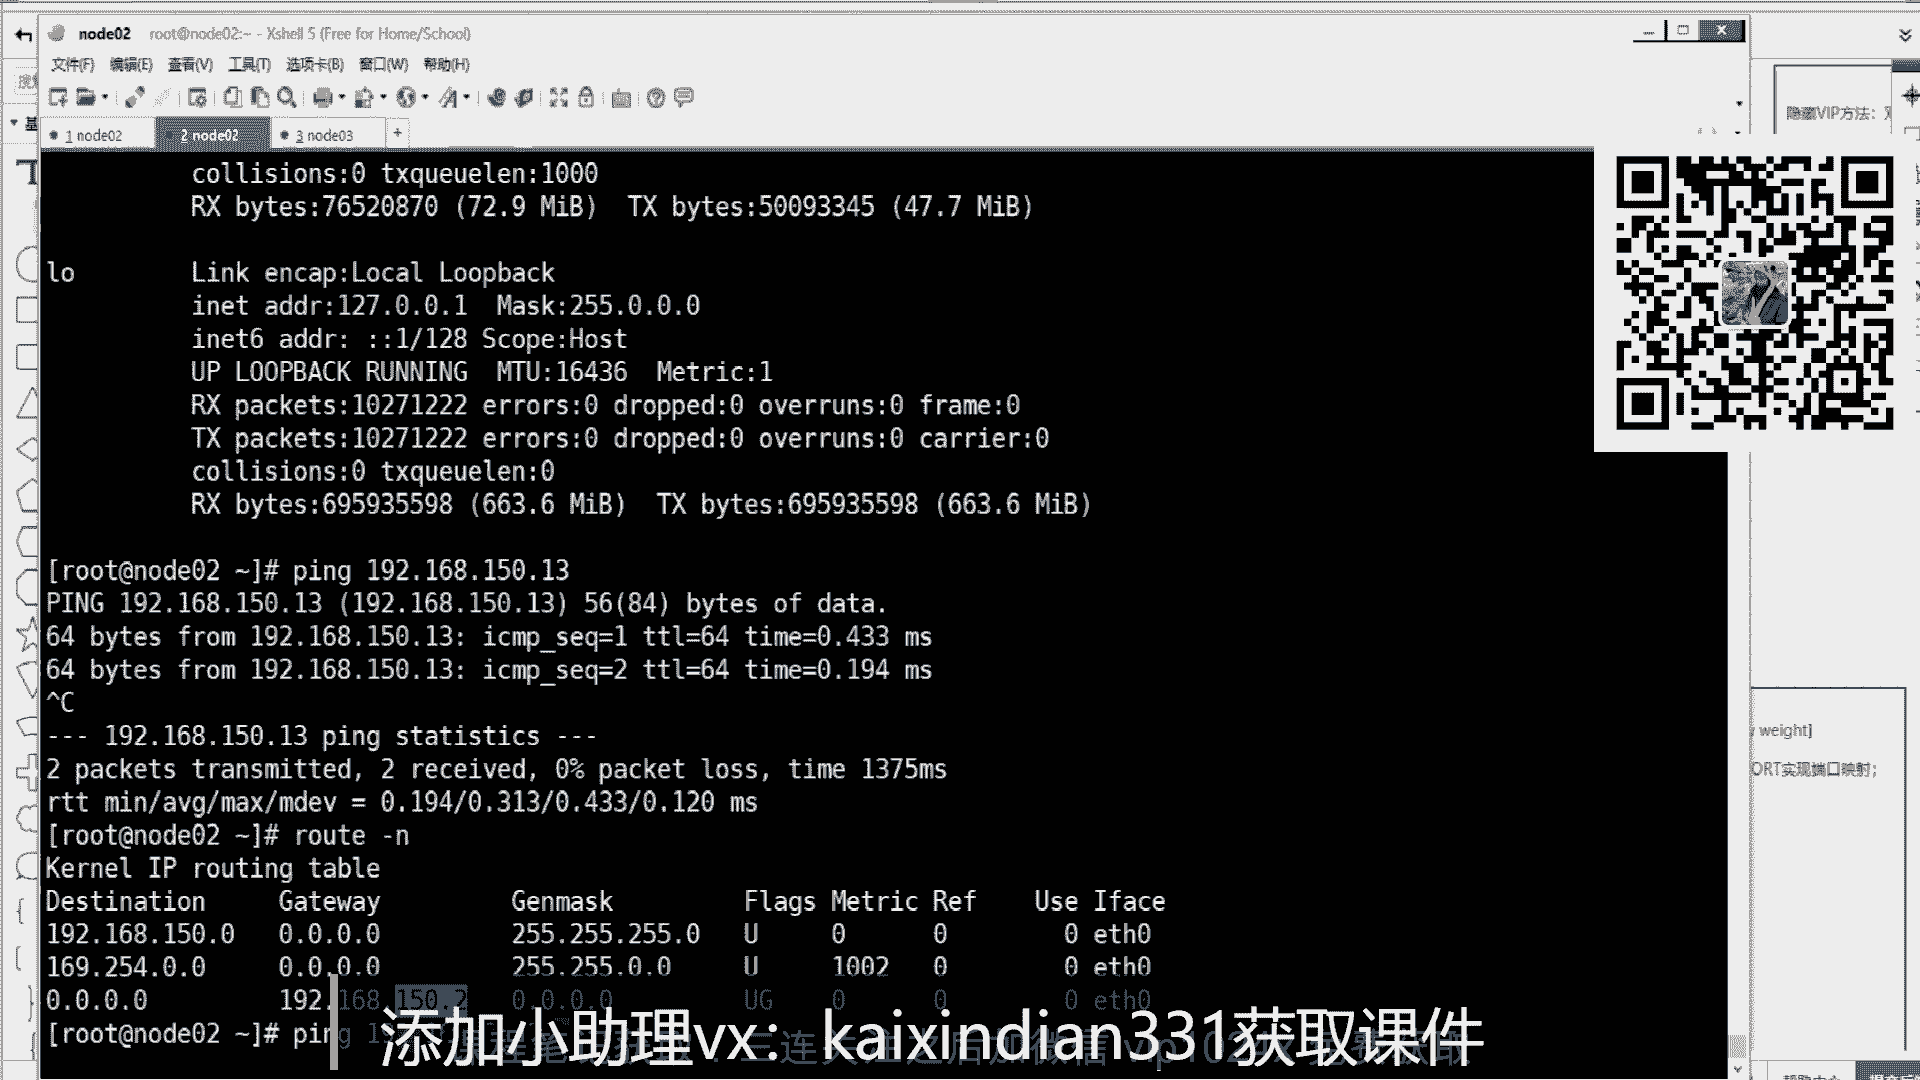 node02 root@node02:~ - Xshell 5 (Free for Home/School)
文件(F) 编辑(E) 查看(V) 工具(T) 选项卡(B) 窗口(W) 帮助(H)
1 node02 2 node02 3 node03 +
隐藏VIP方法：
collisions:0 txqueuelen:1000
RX bytes:76520870 (72.9 MiB) TX bytes:50093345 (47.7 MiB)
lo Link encap:Local Loopback
inet addr:127.0.0.1 Mask:255.0.0.0
inet6 addr: ::1/128 Scope:Host
UP LOOPBACK RUNNING MTU:16436 Metric:1
RX packets:10271222 errors:0 dropped:0 overruns:0 frame:0
TX packets:10271222 errors:0 dropped:0 overruns:0 carrier:0
collisions:0 txqueuelen:0
RX bytes:695935598 (663.6 MiB) TX bytes:695935598 (663.6 MiB)
[root@node02 ~]# ping 192.168.150.13
PING 192.168.150.13 (192.168.150.13) 56(84) bytes of data.
64 bytes from 192.168.150.13: icmp_seq=1 ttl=64 time=0.433 ms
64 bytes from 192.168.150.13: icmp_seq=2 ttl=64 time=0.194 ms
^C
--- 192.168.150.13 ping statistics ---
weight]
2 packets transmitted, 2 received, 0% packet loss, time 1375ms
ORT实现端口映射；
rtt min/avg/max/mdev = 0.194/0.313/0.433/0.120 ms
[root@node02 ~]# route -n
Kernel IP routing table
Destination Gateway Genmask Flags Metric Ref Use Iface
192.168.150.0 0.0.0.0 255.255.255.0 U 0 0 0 eth0
169.254.0.0 0.0.0.0 255.255.0.0 U 1002 0 0 eth0
0.0.0.0 192.168.150.2 0.0.0.0 UG 0 0 0 eth0
[root@node02 ~]# ping
添加小助理vx：kaixindian331获取课件